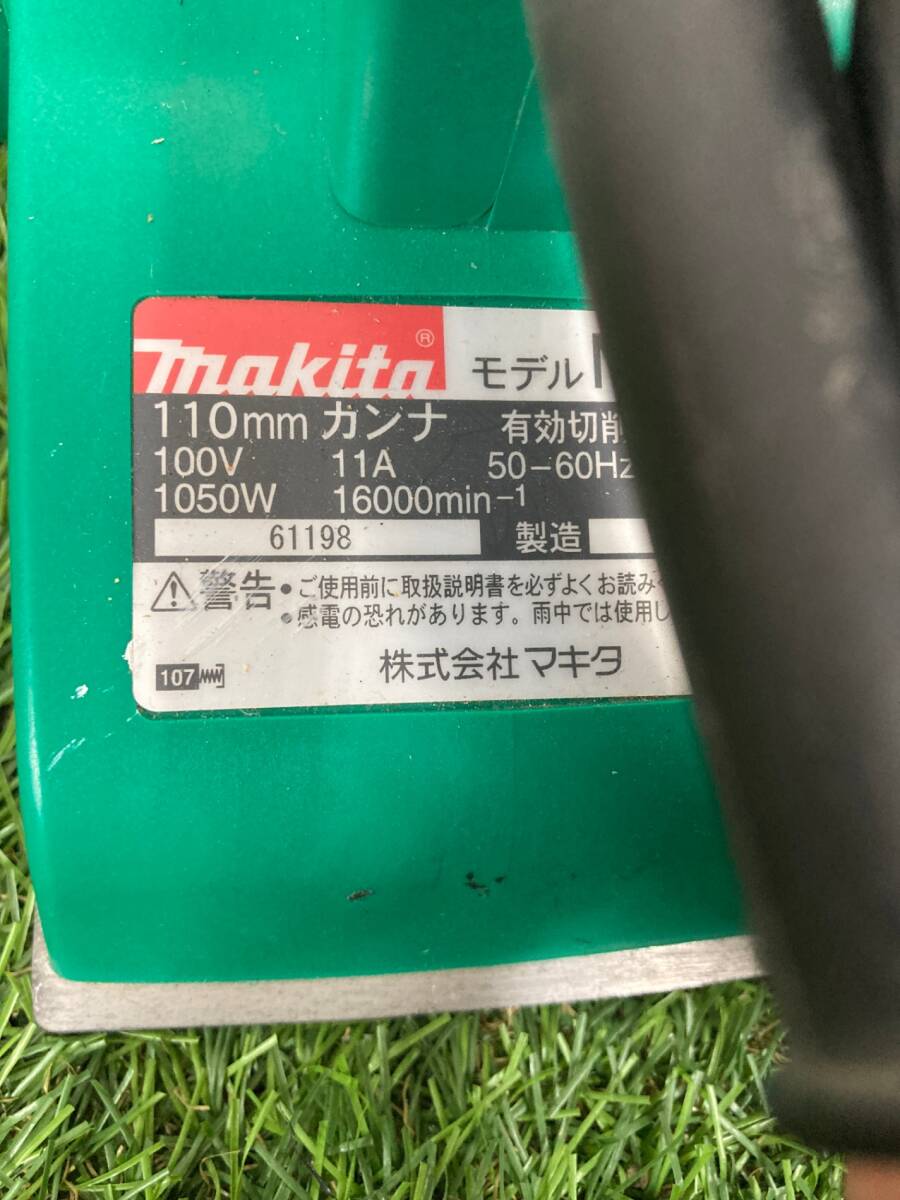 makita®
モデル
110mm カンナ 有効切削
100V 11A 50-60Hz
1050W 16000min⁻¹
61198 製造
警告 • ご使用前に取扱説明書を必ずよくお読み
• 感電の恐れがあります。雨中では使用し
107 株式会社マキタ